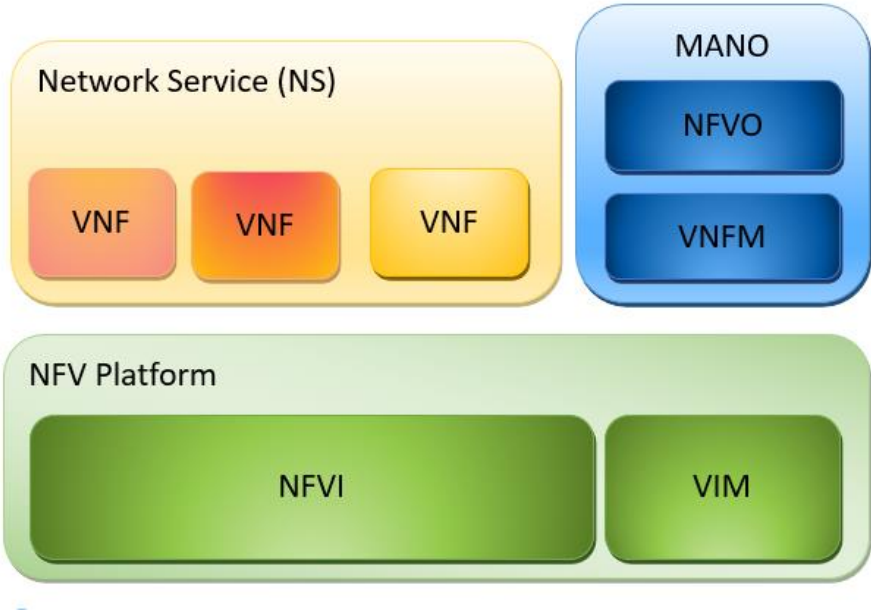 Network Service (NS)
VNF
VNF
VNF
MANO
NFVO
VNFM
NFV Platform
NFVI
VIM